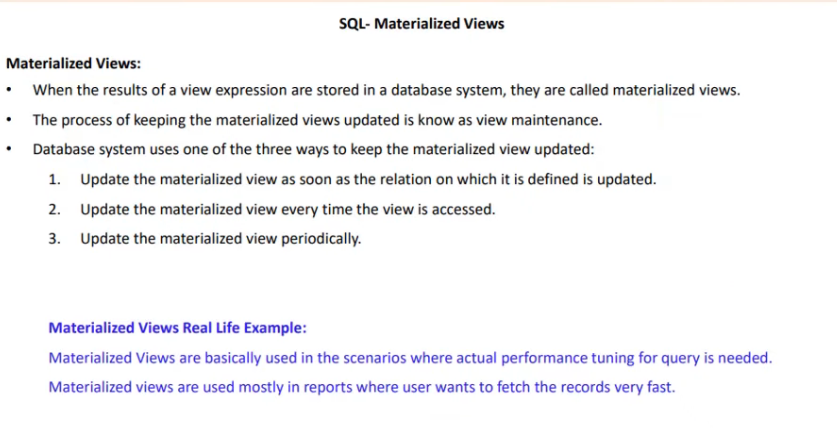 SQL- Materialized Views
Materialized Views:
• When the results of a view expression are stored in a database system, they are called materialized views.
• The process of keeping the materialized views updated is know as view maintenance.
• Database system uses one of the three ways to keep the materialized view updated:
1. Update the materialized view as soon as the relation on which it is defined is updated.
2. Update the materialized view every time the view is accessed.
3. Update the materialized view periodically.
Materialized Views Real Life Example:
Materialized Views are basically used in the scenarios where actual performance tuning for query is needed.
Materialized views are used mostly in reports where user wants to fetch the records very fast.